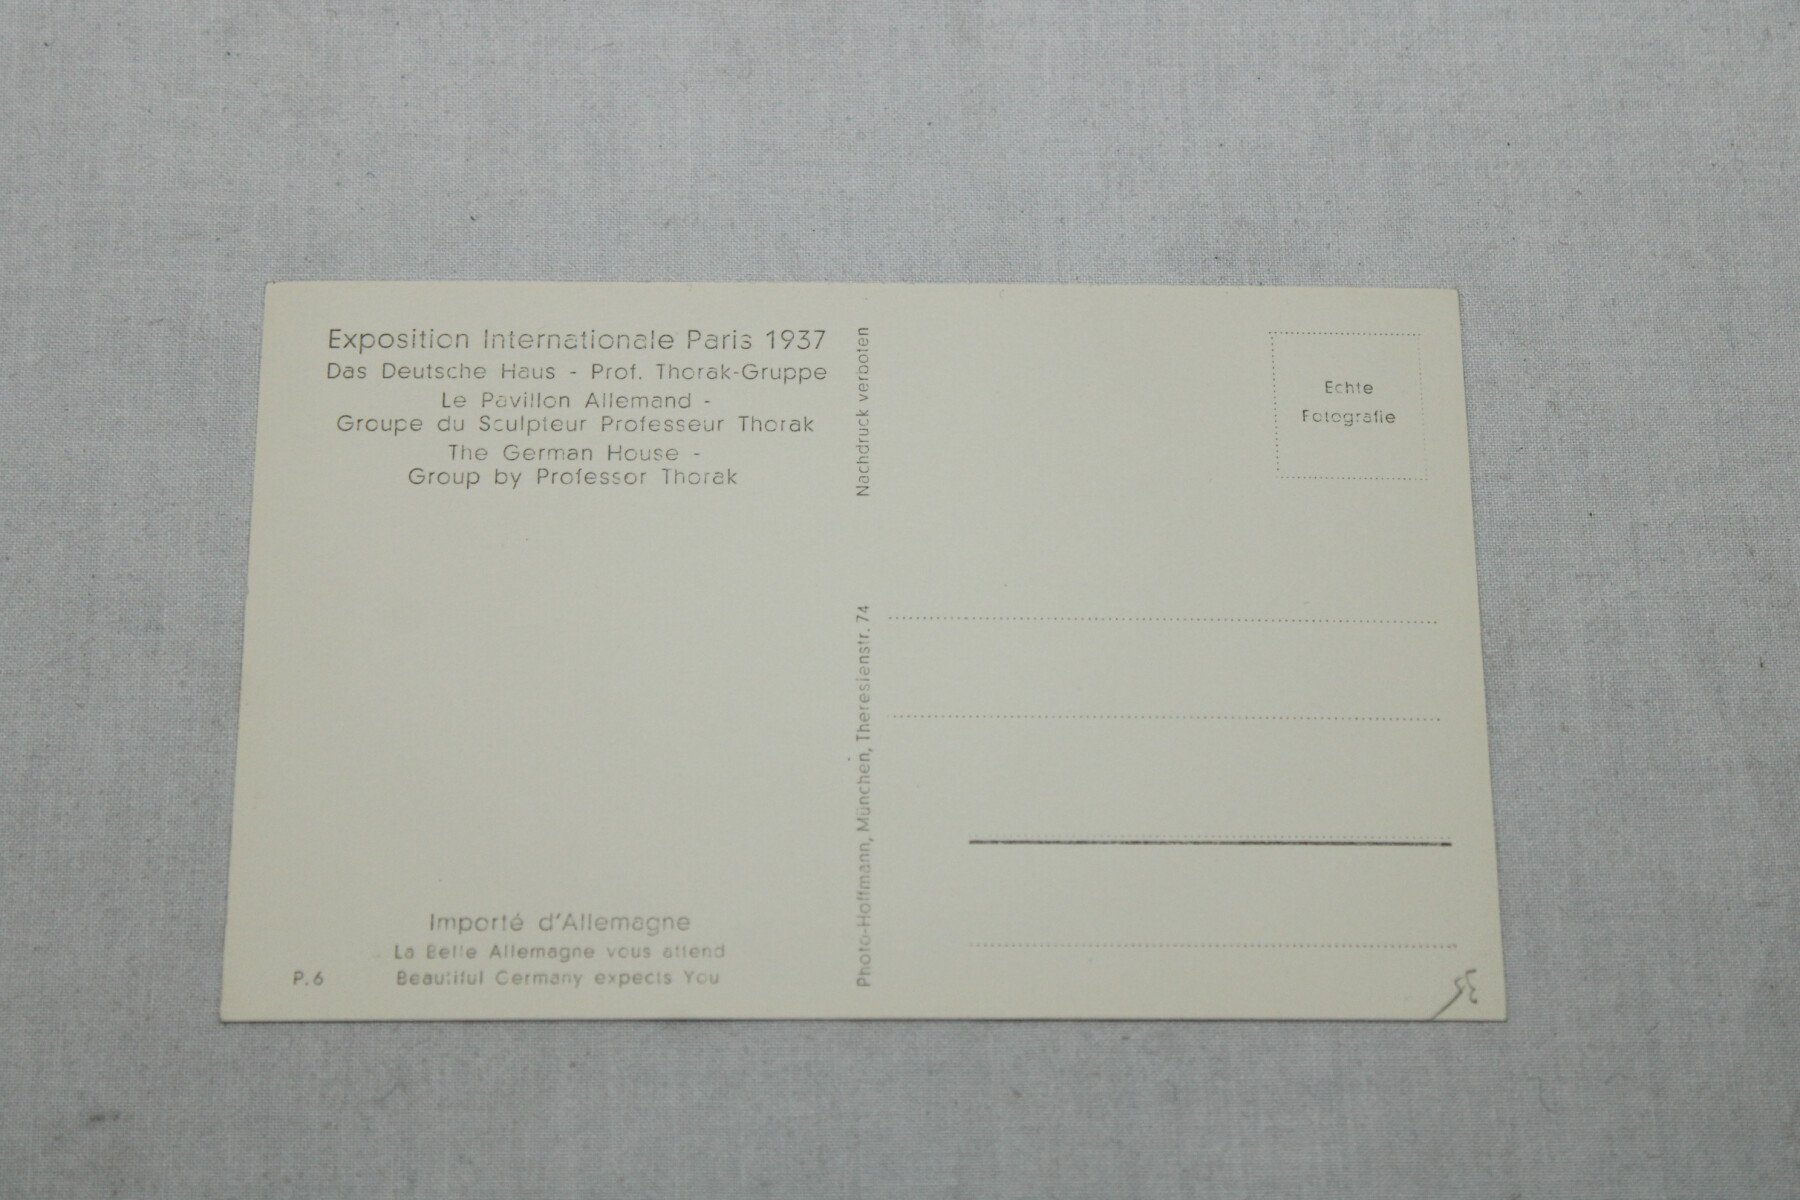 Exposition Internationale Paris 1937
Das Deutsche Haus - Prof. Thorak-Gruppe
Le Pavillon Allemand -
Groupe du Sculpteur Professeur Thorak
The German House -
Group by Professor Thorak
Importé d'Allemagne
La Belle Allemagne vous attend
Beautiful Germany expects You
P.6
Nachdruck verboten
Photo-Hoffmann, München, Theresienstr. 74
Echte
Fotografie